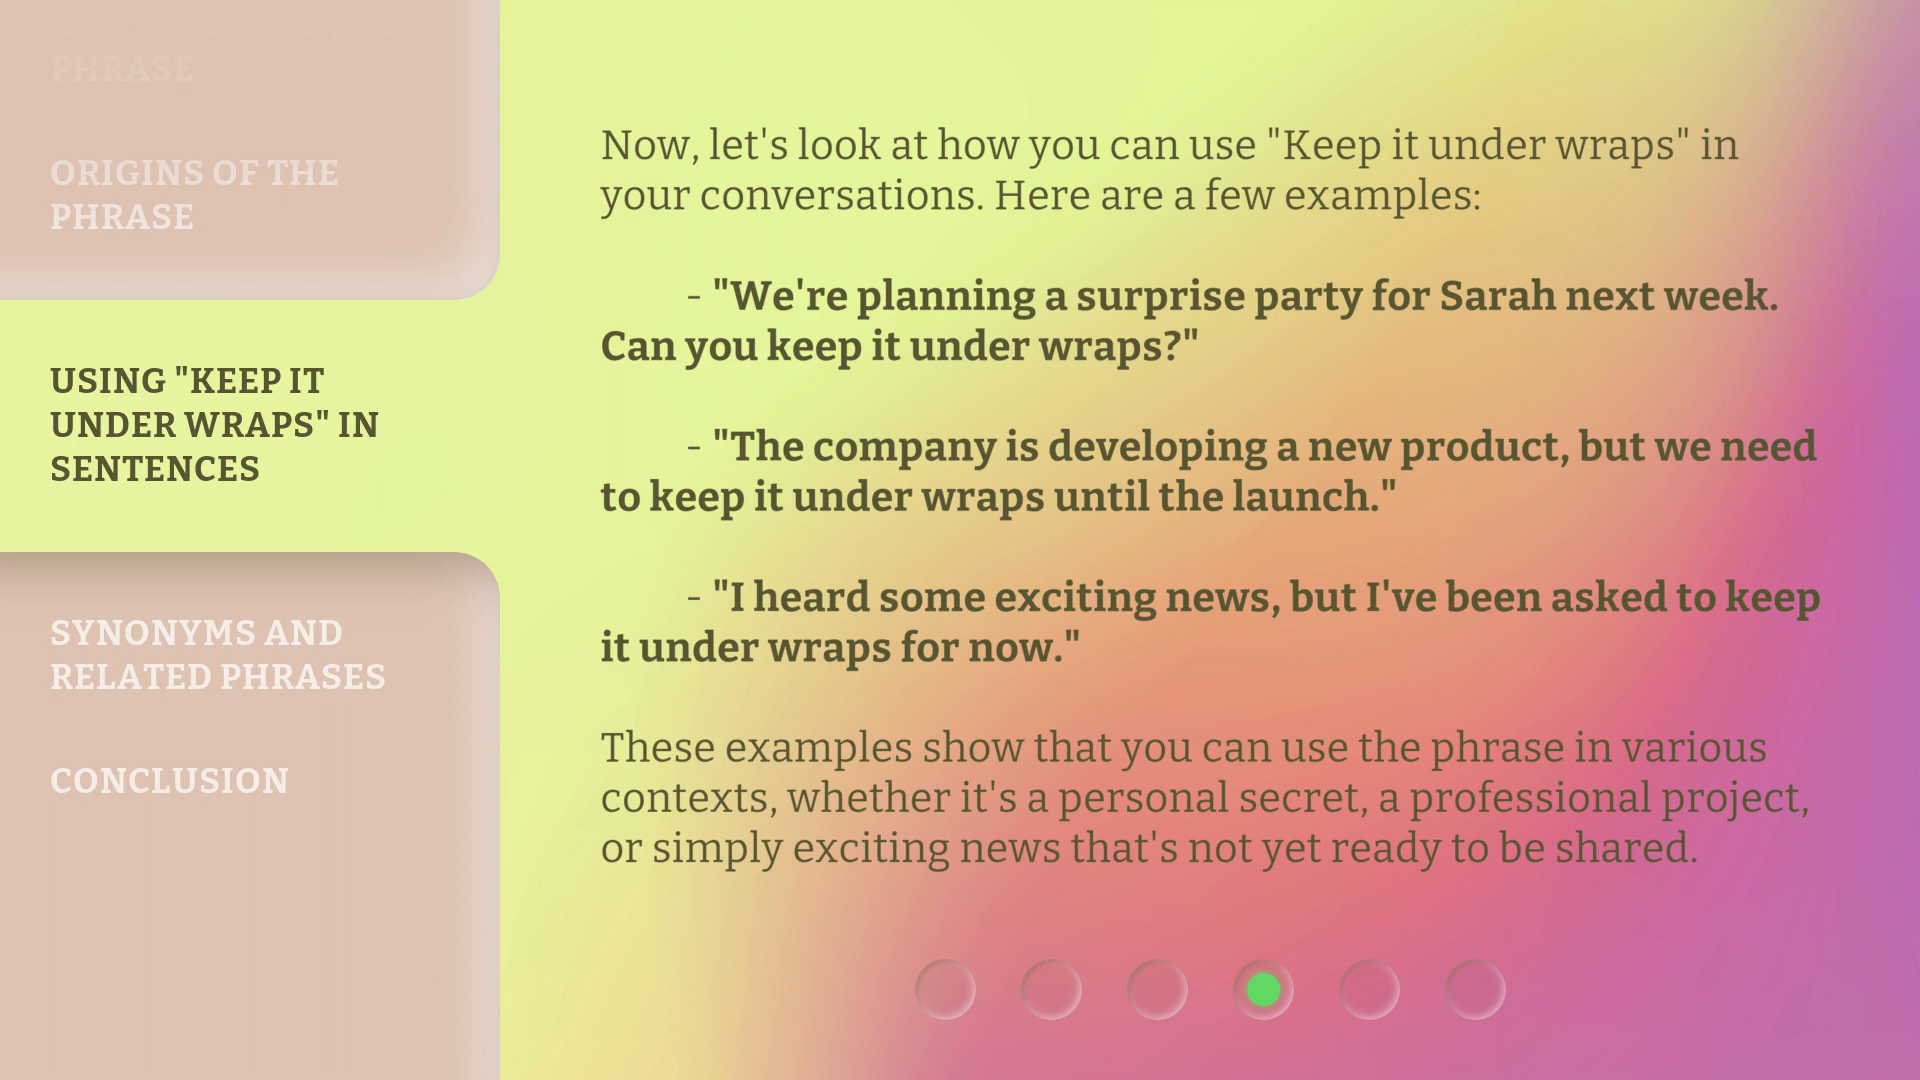 UNDERSTANDING THE
PHRASE
ORIGINS OF THE
PHRASE
USING "KEEP IT
UNDER WRAPS" IN
SENTENCES
SYNONYMS AND
RELATED PHRASES
CONCLUSION
Now, let's look at how you can use "Keep it under wraps" in
your conversations. Here are a few examples:
- "We're planning a surprise party for Sarah next week.
Can you keep it under wraps?"
- "The company is developing a new product, but we need
to keep it under wraps until the launch."
- "I heard some exciting news, but I've been asked to keep
it under wraps for now."
These examples show that you can use the phrase in various
contexts, whether it's a personal secret, a professional project,
or simply exciting news that's not yet ready to be shared.